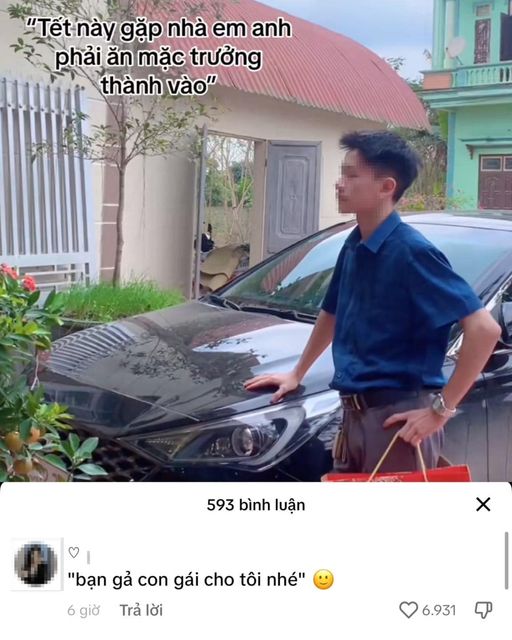 “Tết này gặp nhà em anh
phải ăn mặc trưởng
thành vào”
593 bình luận
"bạn gả con gái cho tôi nhé" 🙂
6 giờ Trả lời 6.931